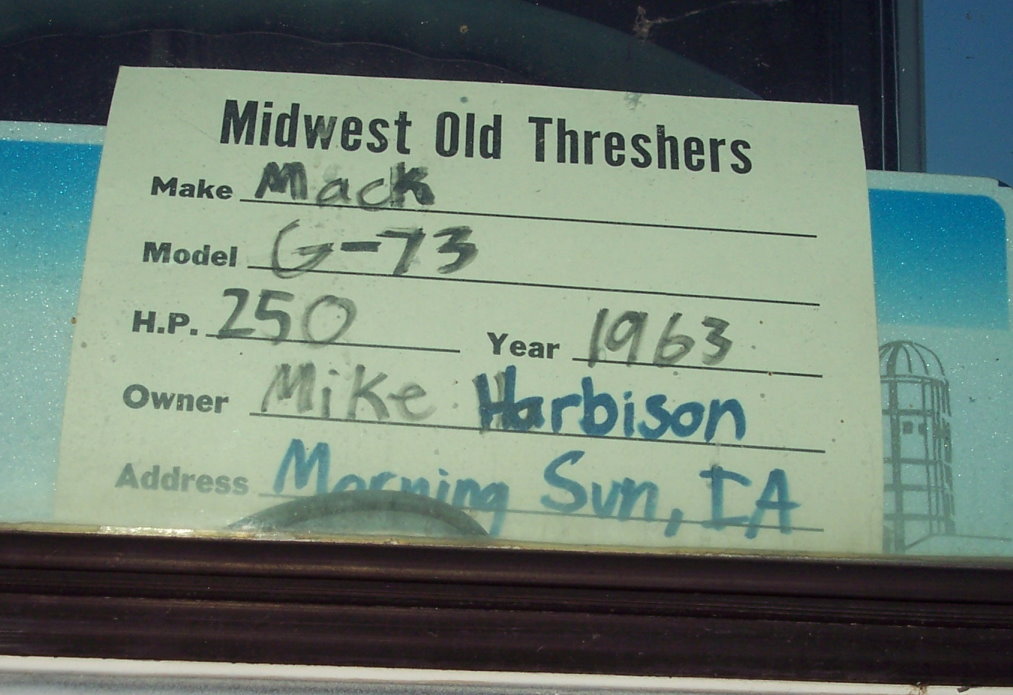 Midwest Old Threshers
Make Mack
Model G-73
H.P. 250 Year 1963
Owner Mike Harbison
Address Morning Sun, IA